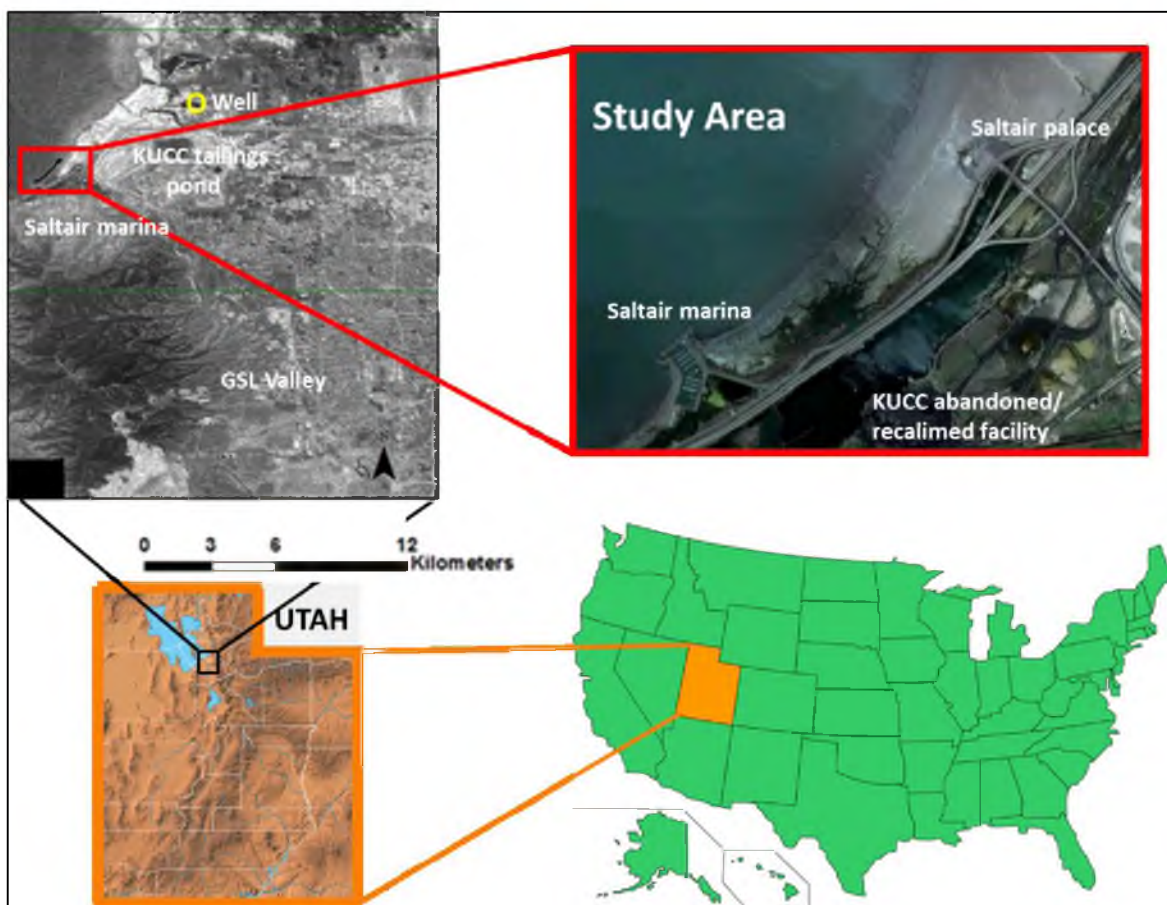 Well
KUCC tailings
pond
Saltair marina
GSL Valley
Study Area
Saltair palace
Saltair marina
KUCC abandoned/
recalimed facility
0 3 6 12
Kilometers
UTAH